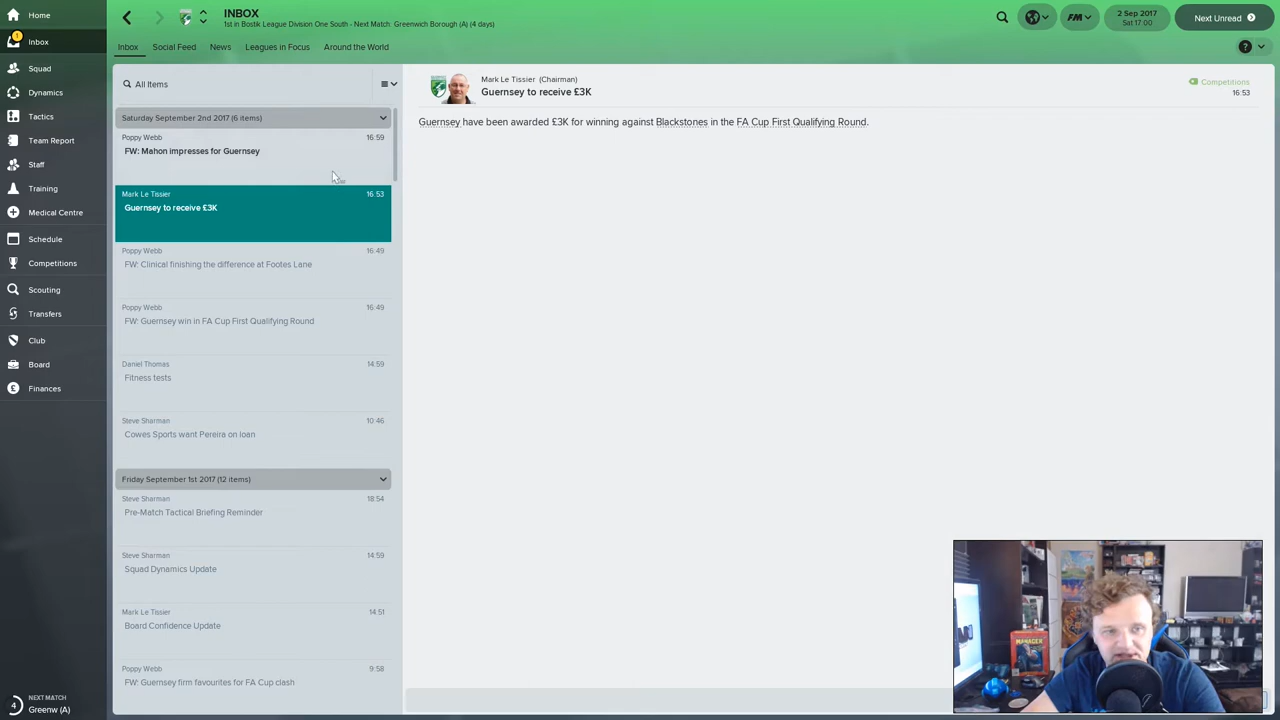 Home
INBOX
1st in Bostik League Division One South - Next Match: Greenwich Borough (A) (4 days)
FM
2 Sep 2017
Sat 17:00
Next Unread
1
Inbox
Squad
Dynamics
Tactics
Team Report
Staff
Training
Medical Centre
Schedule
Competitions
Scouting
Transfers
Club
Board
Finances
4
NEXT MATCH
Greenw (A)
Inbox
Social Feed
News
Leagues in Focus
Around the World
?
All Items
Saturday September 2nd 2017 (6 items)
Poppy Webb 16:59
FW: Mahon impresses for Guernsey
Mark Le Tissier 16:53
Guernsey to receive £3K
Poppy Webb 16:49
FW: Clinical finishing the difference at Footes Lane
Poppy Webb 16:49
FW: Guernsey win in FA Cup First Qualifying Round
Daniel Thomas 14:59
Fitness tests
Steve Sharman 10:46
Cowes Sports want Pereira on loan
Friday September 1st 2017 (12 items)
Steve Sharman 18:54
Pre-Match Tactical Briefing Reminder
Steve Sharman 14:59
Squad Dynamics Update
Mark Le Tissier 14:51
Board Confidence Update
Poppy Webb 9:58
FW: Guernsey firm favourites for FA Cup clash
Mark Le Tissier (Chairman)
Guernsey to receive £3K
Competitions
16:53
Guernsey have been awarded £3K for winning against Blackstones in the FA Cup First Qualifying Round.
MANAGER